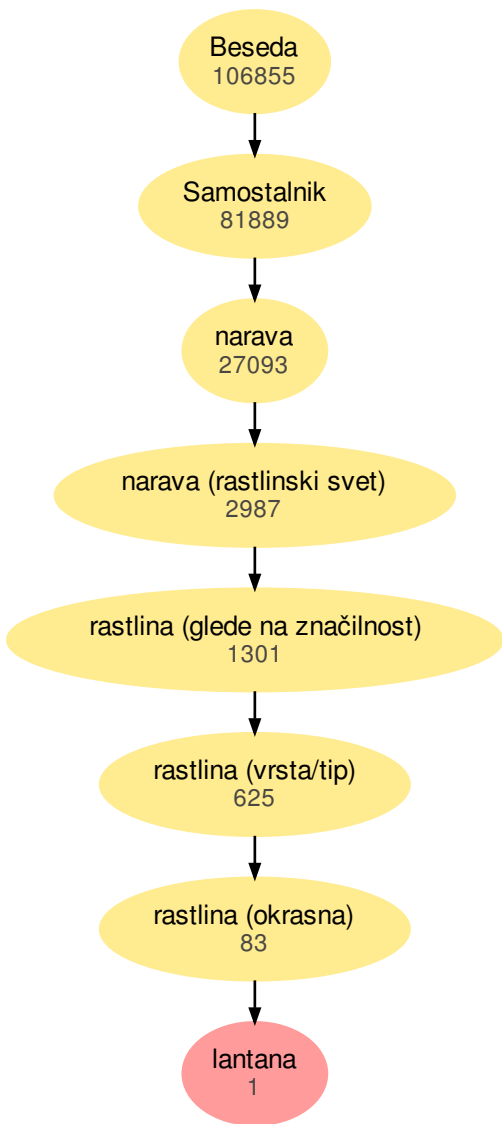 Beseda
106855
Samostalnik
81889
narava
27093
narava (rastlinski svet)
2987
rastlina (glede na značilnost)
1301
rastlina (vrsta/tip)
625
rastlina (okrasna)
83
lantana
1